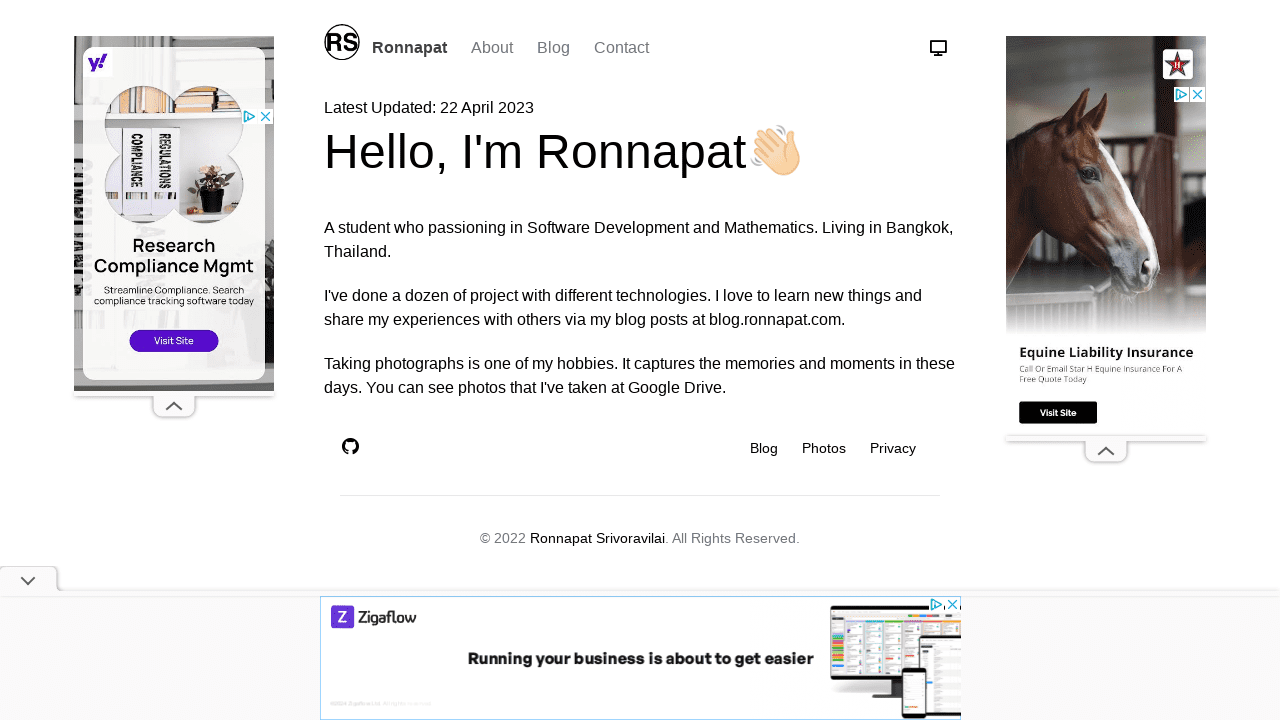 RS
Ronnapat About Blog Contact
Latest Updated: 22 April 2023
Hello, I'm Ronnapat👋🏻
A student who passioning in Software Development and Mathematics. Living in Bangkok,
Thailand.
I've done a dozen of project with different technologies. I love to learn new things and
share my experiences with others via my blog posts at blog.ronnapat.com.
Taking photographs is one of my hobbies. It captures the memories and moments in these
days. You can see photos that I've taken at Google Drive.
Blog Photos Privacy
© 2022 Ronnapat Srivoravilai. All Rights Reserved.
y!
COMPLIANCE
REGULATIONS
COMPLIANCE
Research
Compliance Mgmt
Streamline Compliance. Search
compliance tracking software today
Visit Site
H
Equine Liability Insurance
Call Or Email Star H Equine Insurance For A
Free Quote Today
Visit Site
Z Zigaflow
Running your business is about to get easier